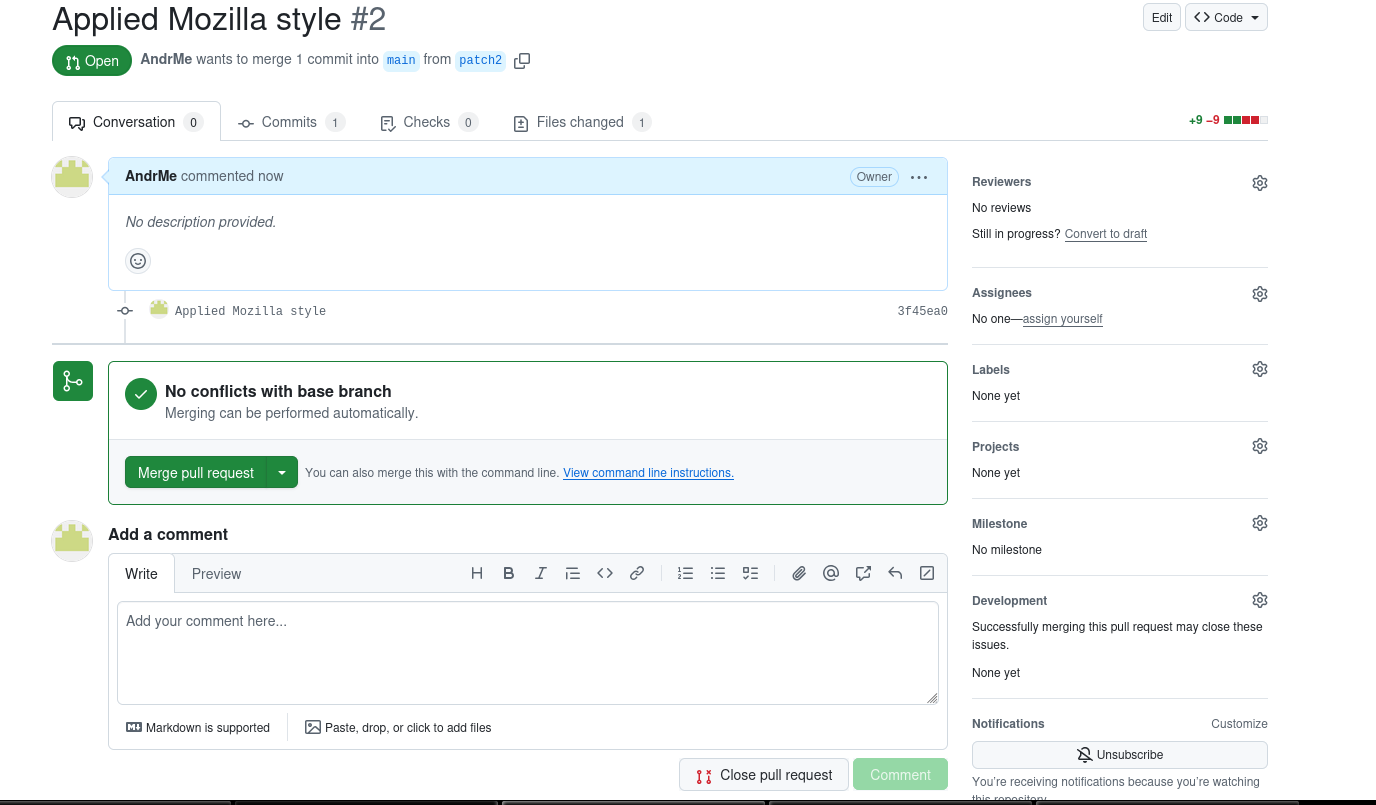 Applied Mozilla style #2
Edit
Code
Open
AndrMe wants to merge 1 commit into main from patch2
Conversation 0
Commits 1
Checks 0
Files changed 1
+9 −9
AndrMe commented now
Owner
No description provided.
Applied Mozilla style
3f45ea0
No conflicts with base branch
Merging can be performed automatically.
Merge pull request
You can also merge this with the command line. View command line instructions.
Add a comment
Write
Preview
Add your comment here...
Markdown is supported
Paste, drop, or click to add files
Close pull request
Comment
Reviewers
No reviews
Still in progress? Convert to draft
Assignees
No one—assign yourself
Labels
None yet
Projects
None yet
Milestone
No milestone
Development
Successfully merging this pull request may close these
issues.
None yet
Notifications
Customize
Unsubscribe
You're receiving notifications because you're watching
this repository.